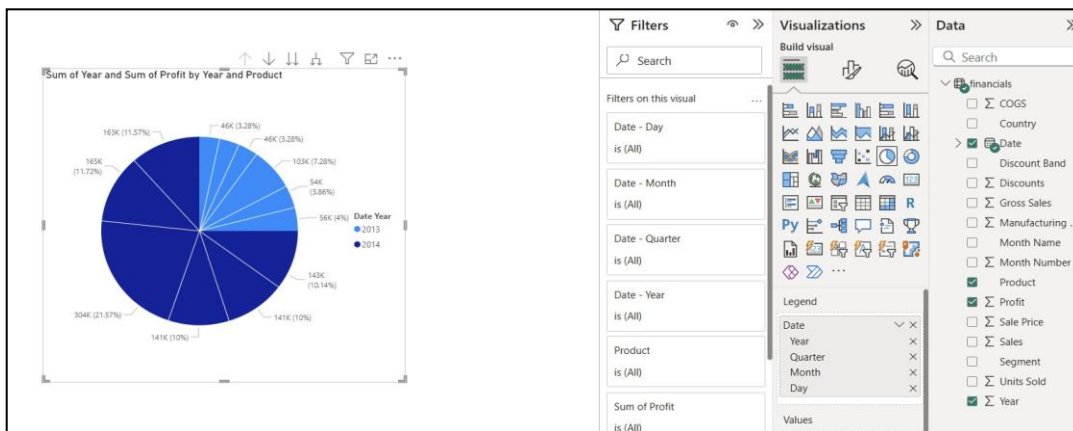 Sum of Year and Sum of Profit by Year and Product
163K (11.57%)
46K (3.28%)
46K (3.28%)
103K (7.28%)
54K
(3.86%)
56K (4%)
143K
(10.14%)
141K (10%)
141K (10%)
304K (21.57%)
165K
(11.72%)
Date Year
2013
2014
Filters
Search
Filters on this visual
...
Date - Day
is (All)
Date - Month
is (All)
Date - Quarter
is (All)
Date - Year
is (All)
Product
is (All)
Sum of Profit
is (All)
Visualizations
Build visual
123
R
Py
...
Legend
Date
Year
Quarter
Month
Day
Values
Data
Search
financials
Σ COGS
Country
Date
Discount Band
Σ Discounts
Σ Gross Sales
Σ Manufacturing ...
Month Name
Σ Month Number
Product
Σ Profit
Σ Sale Price
Σ Sales
Segment
Σ Units Sold
Σ Year